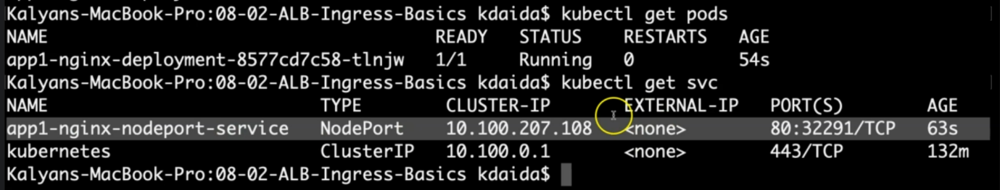 Kalyans-MacBook-Pro:08-02-ALB-Ingress-Basics kdaida$ kubectl get pods
NAME READY STATUS RESTARTS AGE
app1-nginx-deployment-8577cd7c58-tlnjw 1/1 Running 0 54s
Kalyans-MacBook-Pro:08-02-ALB-Ingress-Basics kdaida$ kubectl get svc
NAME TYPE CLUSTER-IP EXTERNAL-IP PORT(S) AGE
app1-nginx-nodeport-service NodePort 10.100.207.108 <none> 80:32291/TCP 63s
kubernetes ClusterIP 10.100.0.1 <none> 443/TCP 132m
Kalyans-MacBook-Pro:08-02-ALB-Ingress-Basics kdaida$